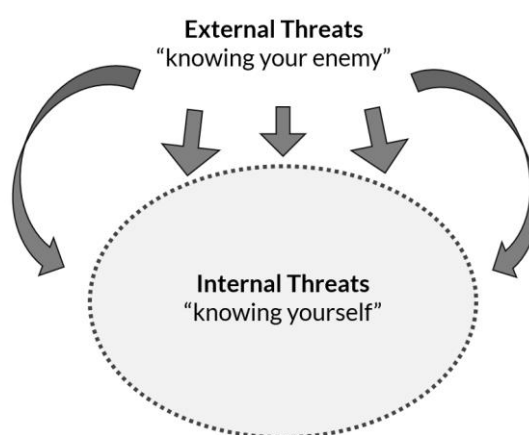 External Threats
“knowing your enemy”
Internal Threats
“knowing yourself”